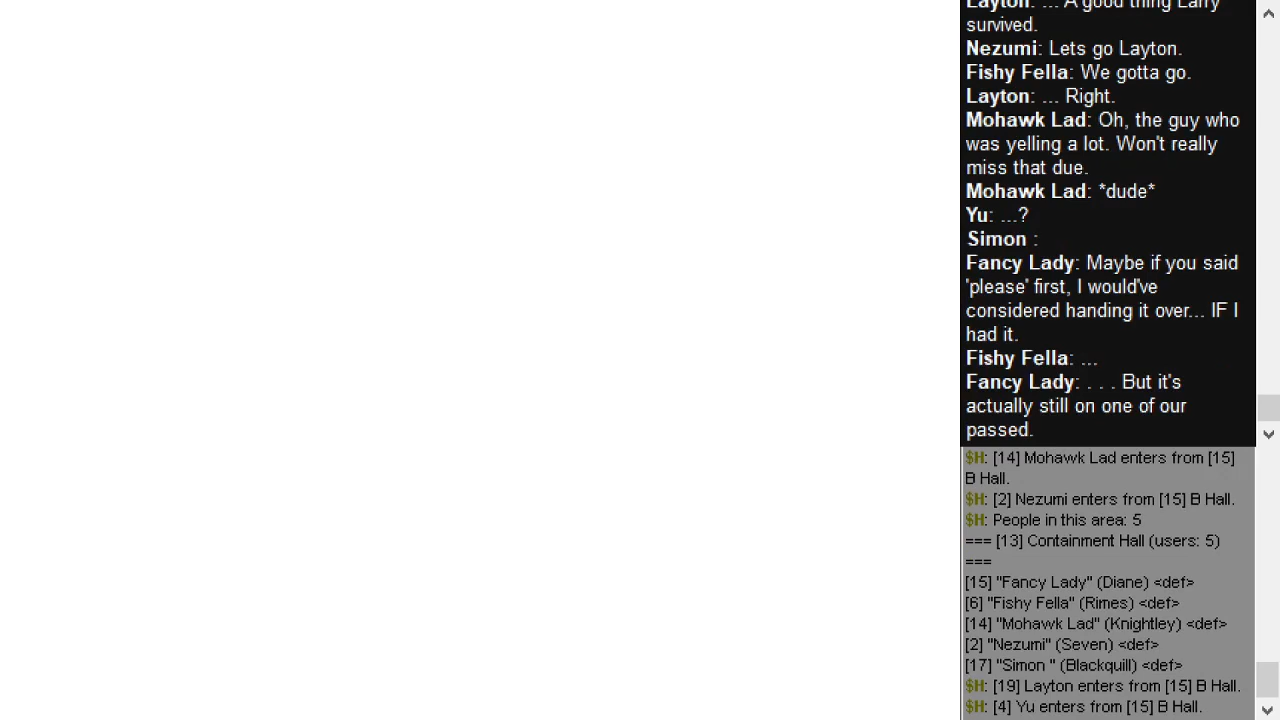 Layton: ... A good thing Larry
survived.
Nezumi: Lets go Layton.
Fishy Fella: We gotta go.
Layton: ... Right.
Mohawk Lad: Oh, the guy who
was yelling a lot. Won't really
miss that due.
Mohawk Lad: *dude*
Yu: ...?
Simon :
Fancy Lady: Maybe if you said
'please' first, I would've
considered handing it over... IF I
had it.
Fishy Fella: ...
Fancy Lady: . . . But it's
actually still on one of our
passed.
$H: [14] Mohawk Lad enters from [15]
B Hall.
$H: [2] Nezumi enters from [15] B Hall.
$H: People in this area: 5
=== [13] Containment Hall (users: 5)
===
[15] "Fancy Lady" (Diane) <def>
[6] "Fishy Fella" (Rimes) <def>
[14] "Mohawk Lad" (Knightley) <def>
[2] "Nezumi" (Seven) <def>
[17] "Simon " (Blackquill) <def>
$H: [19] Layton enters from [15] B Hall.
$H: [4] Yu enters from [15] B Hall.